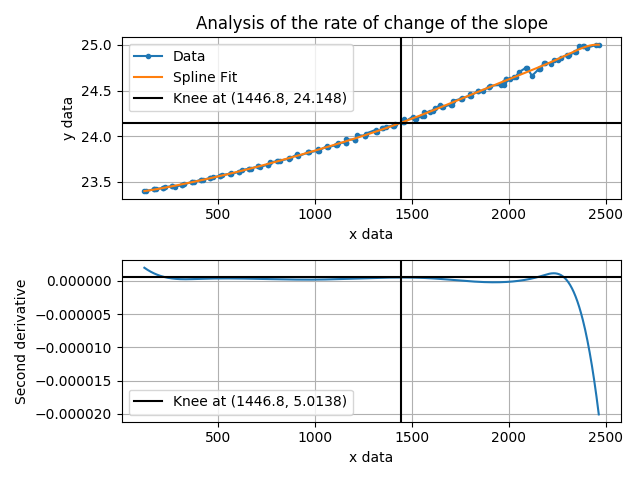 Analysis of the rate of change of the slope
25.0
24.5
24.0
23.5
y data
Data
Spline Fit
Knee at (1446.8, 24.148)
500 1000 1500 2000 2500
x data
0.000000
−0.000005
−0.000010
−0.000015
−0.000020
Second derivative
Knee at (1446.8, 5.0138)
500 1000 1500 2000 2500
x data